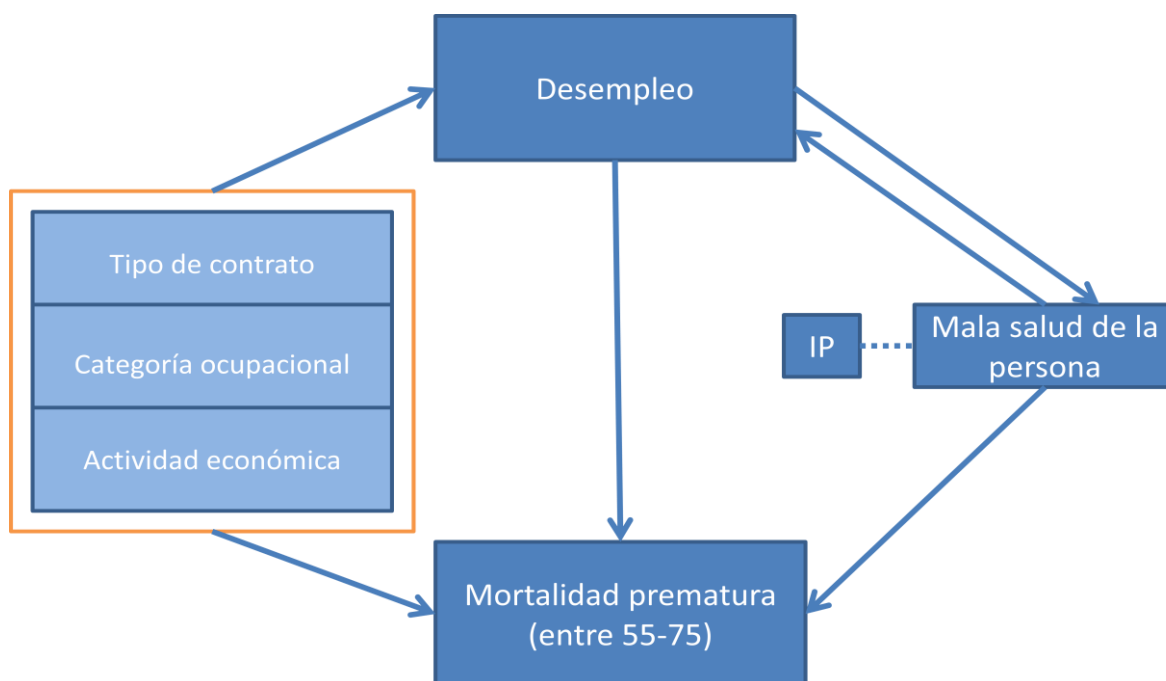 Desempleo
Tipo de contrato
Categoría ocupacional
Actividad económica
IP
Mala salud de la
persona
Mortalidad prematura
(entre 55-75)